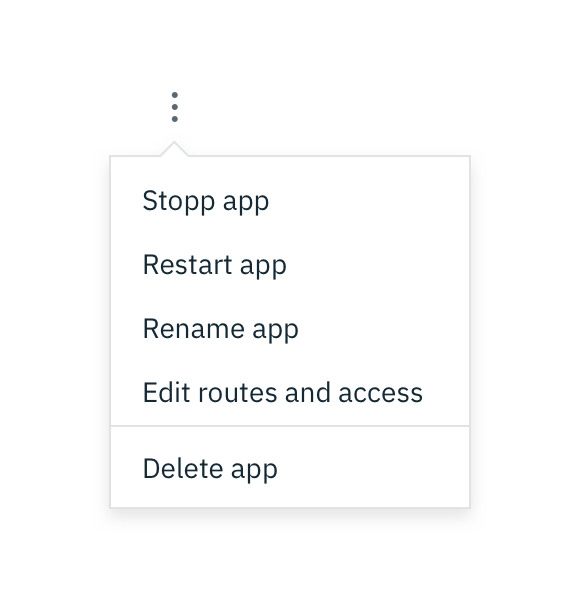 Stopp app
Restart app
Rename app
Edit routes and access
Delete app